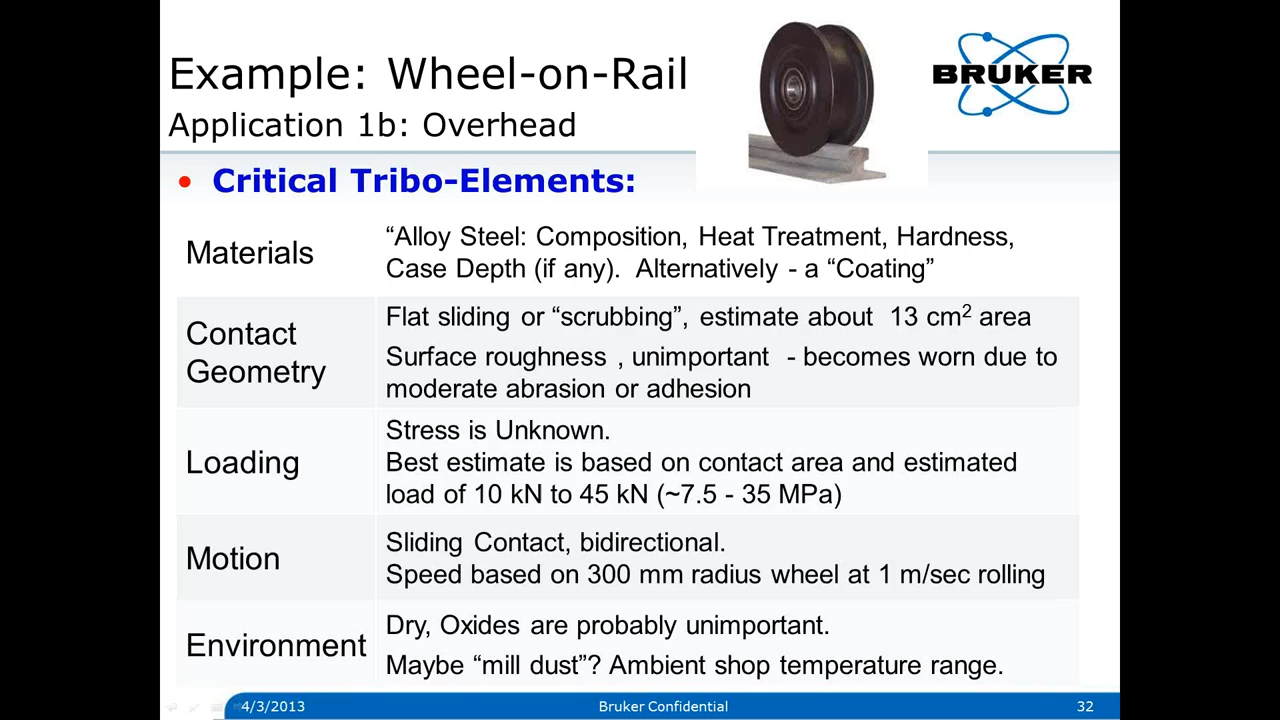 Example: Wheel-on-Rail
BRUKER
Application 1b: Overhead
• Critical Tribo-Elements:
Materials
“Alloy Steel: Composition, Heat Treatment, Hardness,
Case Depth (if any). Alternatively - a “Coating”
Contact
Geometry
Flat sliding or “scrubbing”, estimate about 13 cm² area
Surface roughness , unimportant - becomes worn due to
moderate abrasion or adhesion
Loading
Stress is Unknown.
Best estimate is based on contact area and estimated
load of 10 kN to 45 kN (~7.5 - 35 MPa)
Motion
Sliding Contact, bidirectional.
Speed based on 300 mm radius wheel at 1 m/sec rolling
Environment
Dry, Oxides are probably unimportant.
Maybe “mill dust”? Ambient shop temperature range.
4/3/2013
Bruker Confidential
32